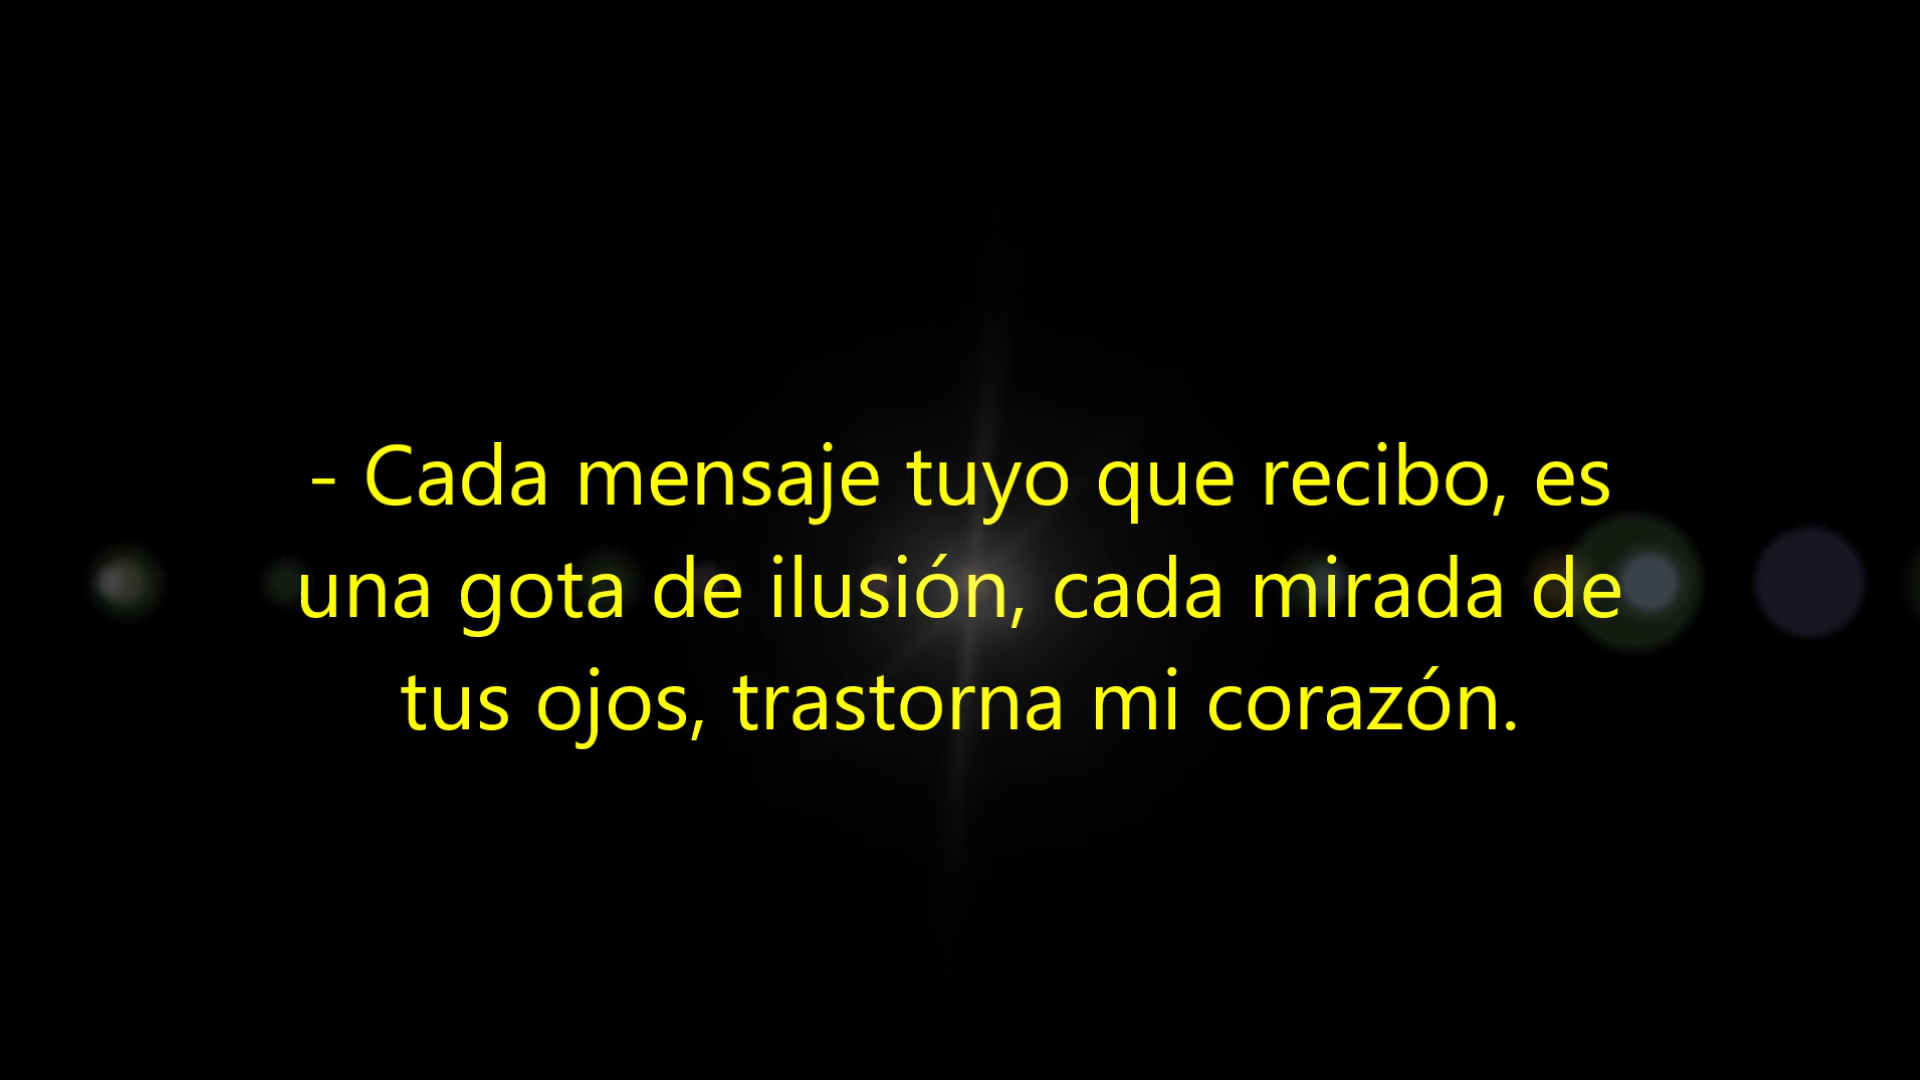 - Cada mensaje tuyo que recibo, es
una gota de ilusión, cada mirada de
tus ojos, trastorna mi corazón.